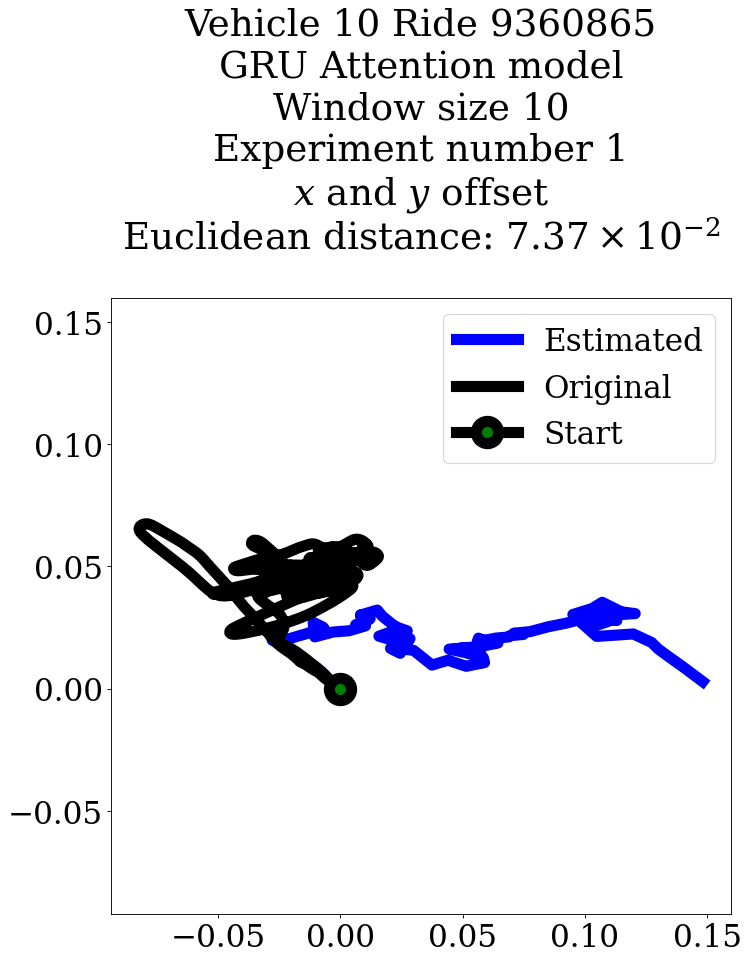 Vehicle 10 Ride 9360865
GRU Attention model
Window size 10
Experiment number 1
x and y offset
Euclidean distance: 7.37 × 10⁻²
0.15
0.10
0.05
0.00
−0.05
Estimated
Original
Start
−0.05 0.00 0.05 0.10 0.15